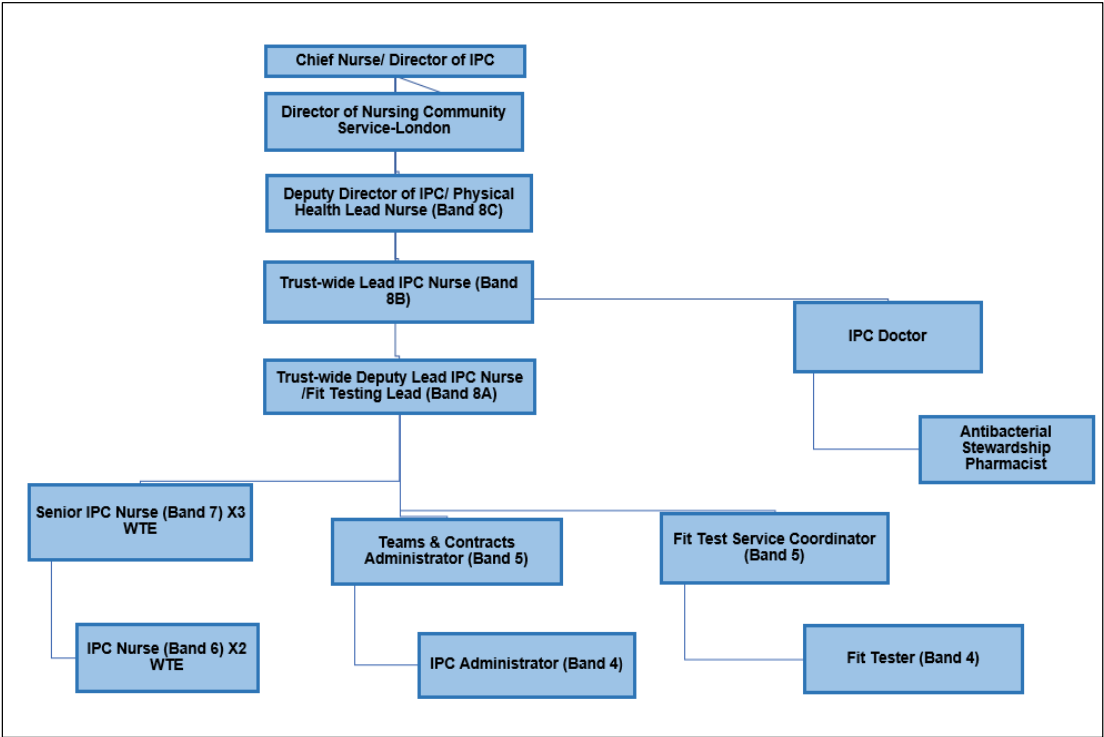 Chief Nurse/ Director of IPC
Director of Nursing Community
Service-London
Deputy Director of IPC/ Physical
Health Lead Nurse (Band 8C)
Trust-wide Lead IPC Nurse (Band
8B)
IPC Doctor
Trust-wide Deputy Lead IPC Nurse
/Fit Testing Lead (Band 8A)
Antibacterial
Stewardship
Pharmacist
Senior IPC Nurse (Band 7) X3
WTE
Teams & Contracts
Administrator (Band 5)
Fit Test Service Coordinator
(Band 5)
IPC Nurse (Band 6) X2
WTE
IPC Administrator (Band 4)
Fit Tester (Band 4)